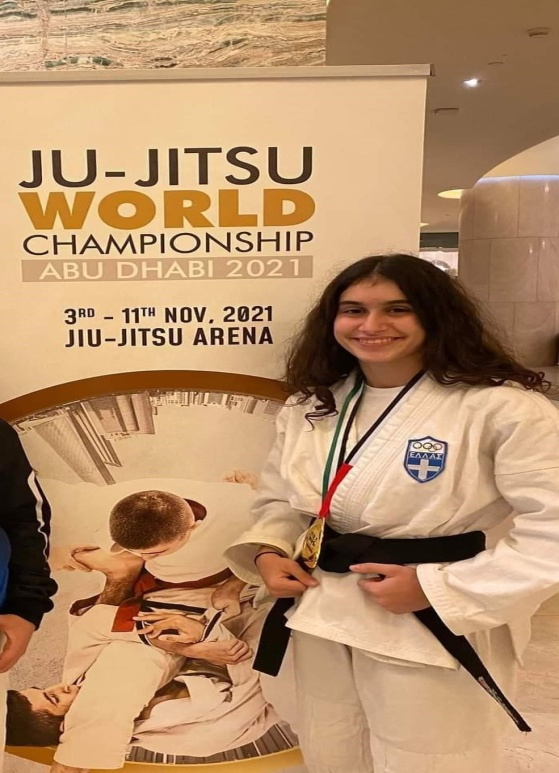 JU-JITSU
WORLD
CHAMPIONSHIP
ABU DHABI 2021
3RD - 11TH NOV, 2021
JIU-JITSU ARENA
ΕΛΛΑΣ